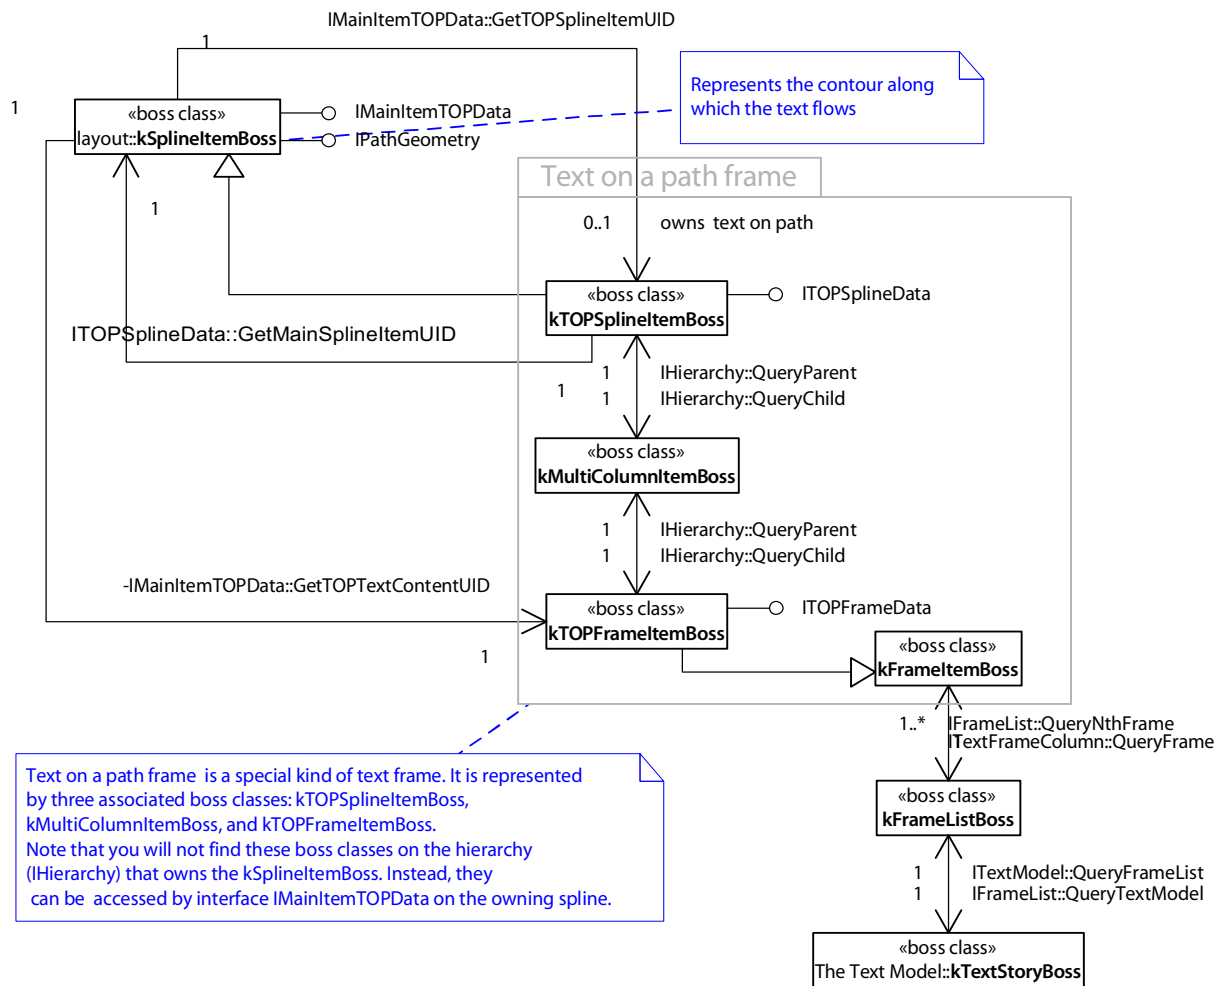 IMainItemTOPData::GetTOPSplineItemUID
1
1
«boss class»
layout::kSplineItemBoss
IMainItemTOPData
IPathGeometry
Represents the contour along
which the text flows
Text on a path frame
1
0..1
owns text on path
«boss class»
kTOPSplineItemBoss
ITOPSplineData
ITOPSplineData::GetMainSplineItemUID
1
1
IHierarchy::QueryParent
1
IHierarchy::QueryChild
«boss class»
kMultiColumnItemBoss
1
IHierarchy::QueryParent
1
IHierarchy::QueryChild
-IMainItemTOPData::GetTOPTextContentUID
1
«boss class»
kTOPFrameItemBoss
ITOPFrameData
«boss class»
kFrameItemBoss
1..*
IFrameList::QueryNthFrame
ITextFrameColumn::QueryFrame
Text on a path frame is a special kind of text frame. It is represented
by three associated boss classes: kTOPSplineItemBoss,
kMultiColumnItemBoss, and kTOPFrameItemBoss.
Note that you will not find these boss classes on the hierarchy
(IHierarchy) that owns the kSplineItemBoss. Instead, they
can be accessed by interface IMainItemTOPData on the owning spline.
«boss class»
kFrameListBoss
1
ITextModel::QueryFrameList
1
IFrameList::QueryTextModel
«boss class»
The Text Model::kTextStoryBoss